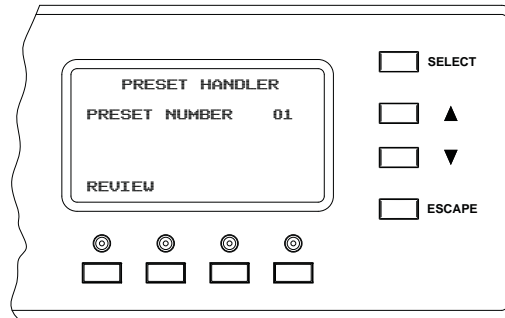 PRESET HANDLER
PRESET NUMBER 01
REVIEW
SELECT
▲
▼
ESCAPE